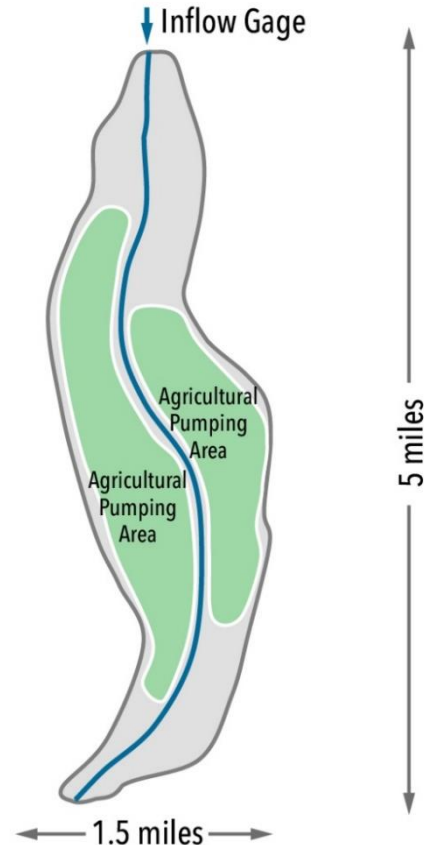 Inflow Gage
Agricultural
Pumping
Area
Agricultural
Pumping
Area
5 miles
1.5 miles